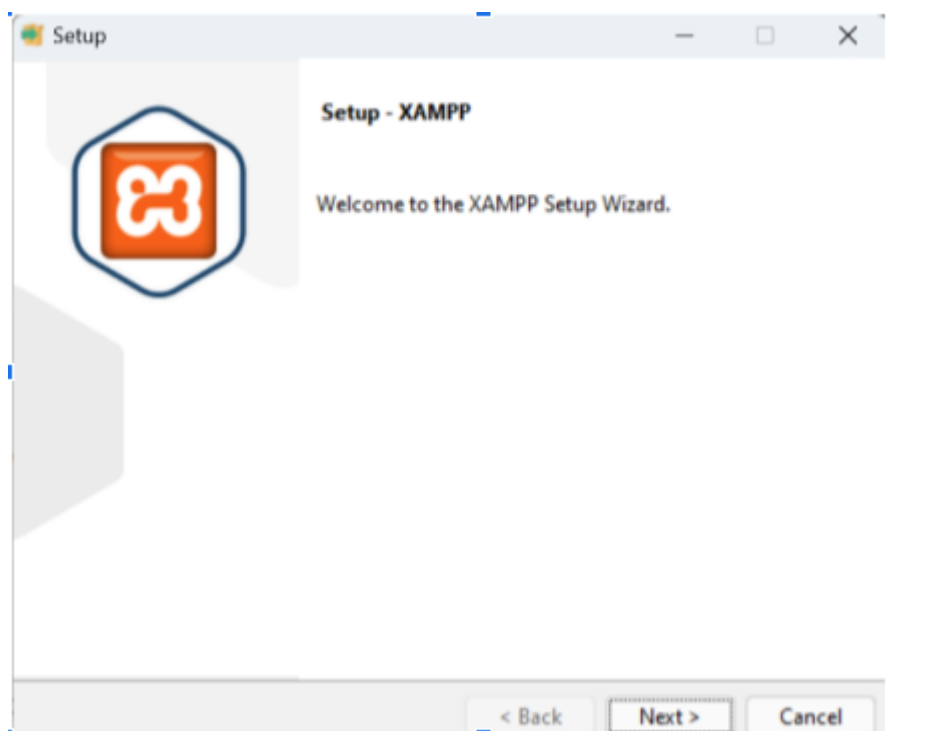 Setup
Setup - XAMPP
Welcome to the XAMPP Setup Wizard.
< Back
Next >
Cancel